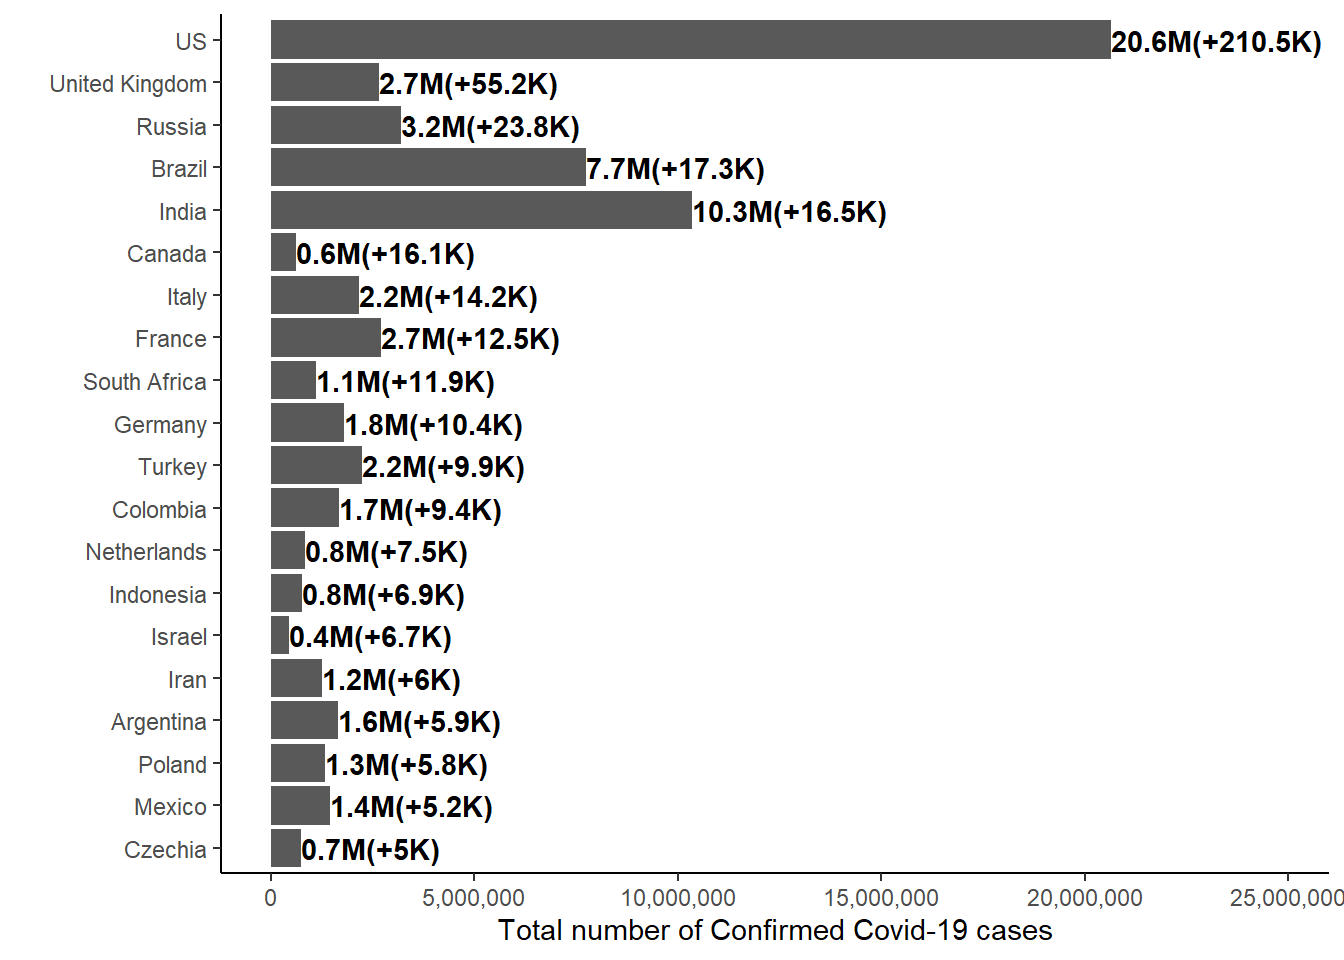 US 20.6M(+210.5K)
United Kingdom 2.7M(+55.2K)
Russia 3.2M(+23.8K)
Brazil 7.7M(+17.3K)
India 10.3M(+16.5K)
Canada 0.6M(+16.1K)
Italy 2.2M(+14.2K)
France 2.7M(+12.5K)
South Africa 1.1M(+11.9K)
Germany 1.8M(+10.4K)
Turkey 2.2M(+9.9K)
Colombia 1.7M(+9.4K)
Netherlands 0.8M(+7.5K)
Indonesia 0.8M(+6.9K)
Israel 0.4M(+6.7K)
Iran 1.2M(+6K)
Argentina 1.6M(+5.9K)
Poland 1.3M(+5.8K)
Mexico 1.4M(+5.2K)
Czechia 0.7M(+5K)
0 5,000,000 10,000,000 15,000,000 20,000,000 25,000,000
Total number of Confirmed Covid-19 cases